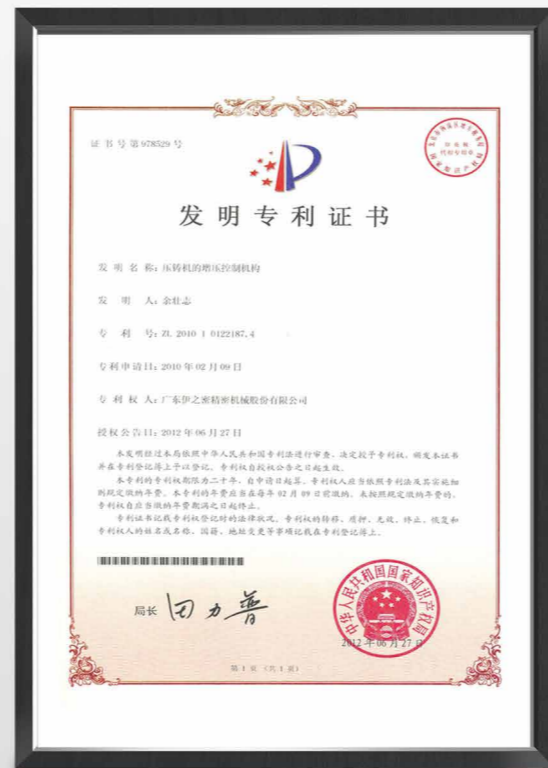 证书号第978529号
发明专利证书
发 明 名 称：压铸机的增压控制机构
发 明 人：余壮志
专 利 号：ZL 2010 1 0122187.4
专利申请日：2010年02月09日
专 利 权 人：广东伊之密精密机械股份有限公司
授权公告日：2012年06月27日
本发明经过本局依照中华人民共和国专利法进行审查，决定授予专利权，颁发本证书
并在专利登记簿上予以登记。专利权自授权公告之日起生效。
本专利的专利权期限为二十年，自申请日起算。专利权人应当依照专利法及其实施细
则规定缴纳年费。本专利的年费应当在每年02月09日前缴纳。未按照规定缴纳年费的，
专利权自应当缴纳年费期满之日起终止。
专利证书记载专利权登记时的法律状况。专利权的转移、质押、无效、终止、恢复和
专利权人的姓名或名称、国籍、地址变更等事项记载在专利登记簿上。
局长 田力普
中华人民共和国国家知识产权局
2012年06月27日
第1页（共1页）